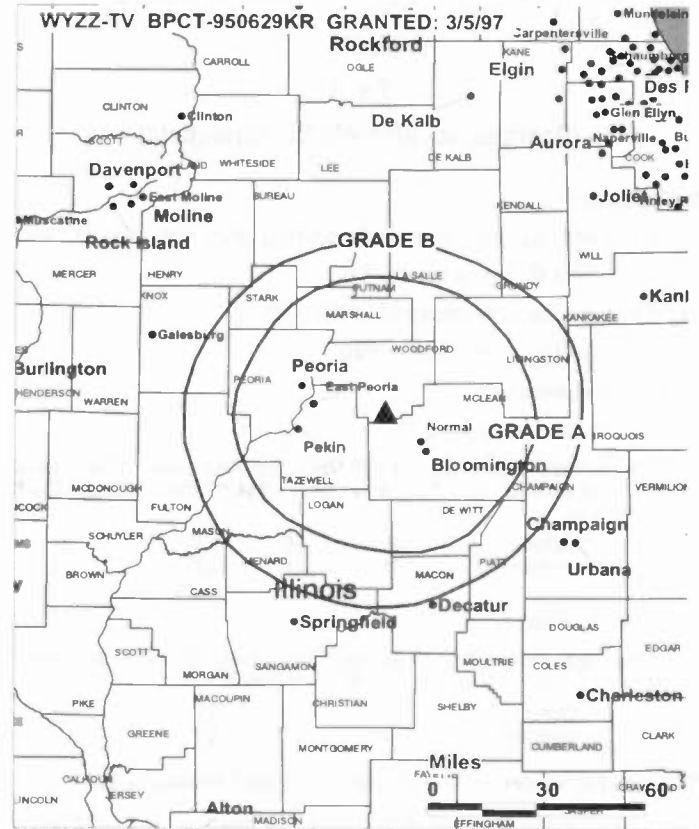 WYZZ-TV BPCT-950629KR GRANTED: 3/5/97
Carpentersville
Rockford
KANE
CARROLL
OGLE
Elgin
Des
CLINTON
Clinton
De Kalb
Glen Ellyn
SCOTT
Naperville
Aurora
COOK
Davenport
WHITESIDE
LEE
DE KALB
East Moline
BUREAU
KENDALL
Joliet
Muscatine
Moline
Rock Island
GRADE B
WILL
MERCER
HENRY
LA SALLE
PUTNAM
GRUNDY
KNOX
STARK
MARSHALL
KANKAKEE
Galesburg
WOODFORD
LIVINGSTON
Burlington
PEORIA
Peoria
East Peoria
HENDERSON
WARREN
MCLEAN
Normal
GRADE A
IROQUOIS
Pekin
Bloomington
MCDONOUGH
TAZEWELL
CHAMPAIGN
VERMILION
FULTON
LOGAN
DE WITT
SCHUYLER
MASON
Champaign
MENARD
PIATT
BROWN
MACON
Urbana
CASS
Illinois
Decatur
Springfield
DOUGLAS
SCOTT
EDGAR
MORGAN
SANGAMON
MOULTRIE
COLES
PIKE
MACOUPIN
CHRISTIAN
SHELBY
Charleston
GREENE
CLARK
MONTGOMERY
CUMBERLAND
CALHOUN
Miles
JERSEY
Alton
0 30 60
MADISON
EFFINGHAM
JASPER